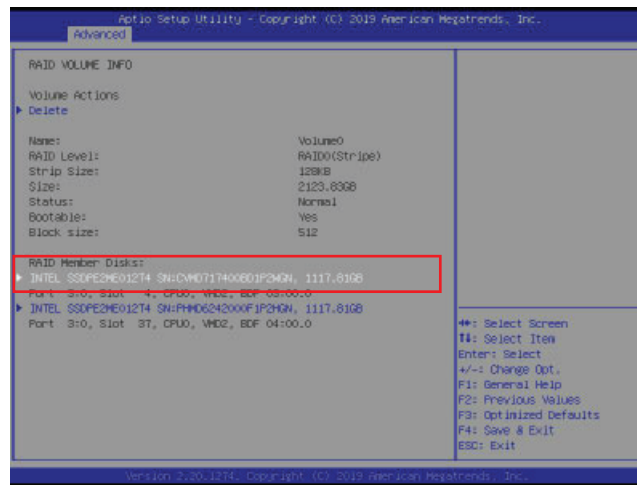 Aptio Setup Utility - Copyright (C) 2019 American Megatrends, Inc.
Advanced
RAID VOLUME INFO
Volume Actions
Delete
Name: Volume0
RAID Level: RAID0(Stripe)
Strip Size: 128KB
Size: 2123.83GB
Status: Normal
Bootable: Yes
Block size: 512
RAID Member Disks:
INTEL SSDPE2ME012T4 1117.81GB
Port 3:0, Slot 4, CPU0, VMD2, BDF 03:00.0
INTEL SSDPE2ME012T4 1117.81GB
Port 3:0, Slot 37, CPU0, VMD2, BDF 04:00.0
↔: Select Screen
↑↓: Select Item
Enter: Select
+/-: Change Opt.
F1: General Help
F2: Previous Values
F3: Optimized Defaults
F4: Save & Exit
ESC: Exit
Version 2.20.1274. Copyright (C) 2019 American Megatrends, Inc.